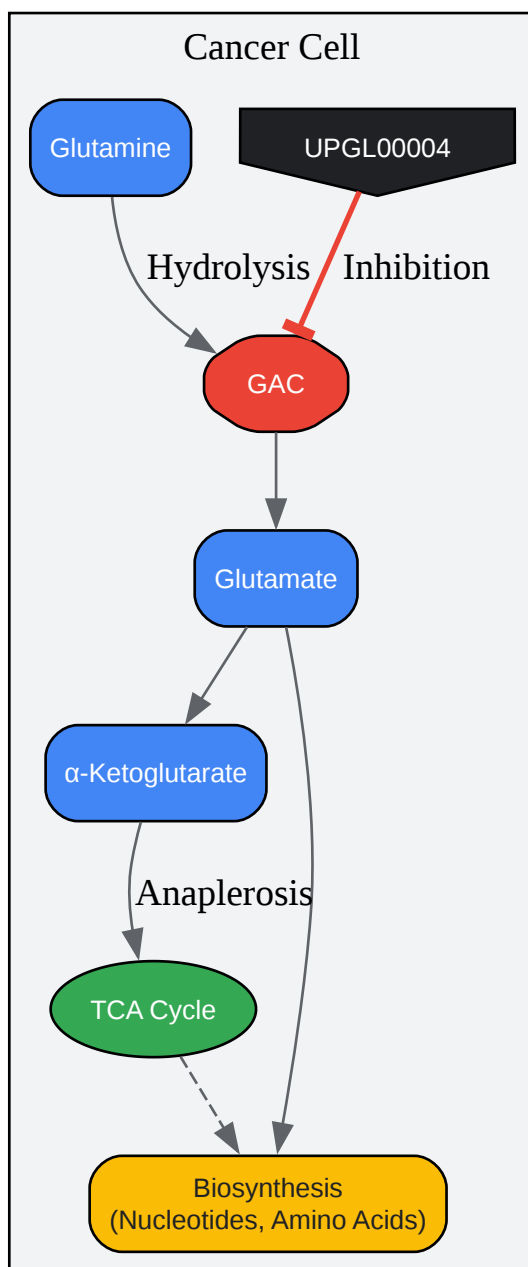 Cancer Cell
Glutamine
UPGL00004
Hydrolysis
Inhibition
GAC
Glutamate
α-Ketoglutarate
Anaplerosis
TCA Cycle
Biosynthesis
(Nucleotides, Amino Acids)